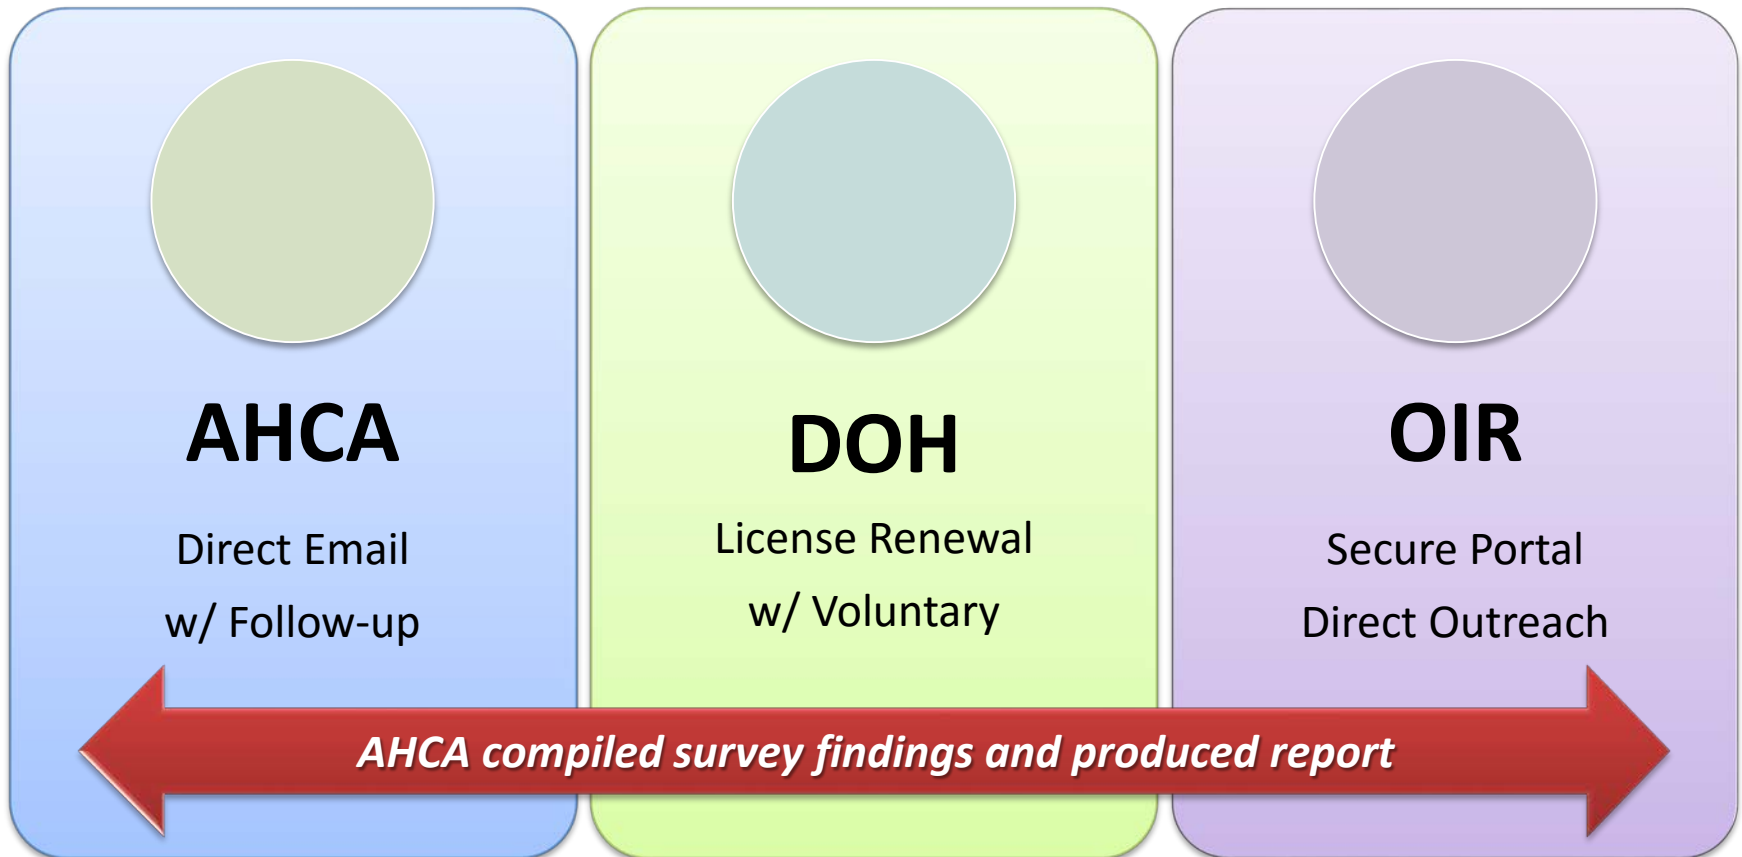 AHCA
Direct Email
w/ Follow-up
DOH
License Renewal
w/ Voluntary
OIR
Secure Portal
Direct Outreach
AHCA compiled survey findings and produced report